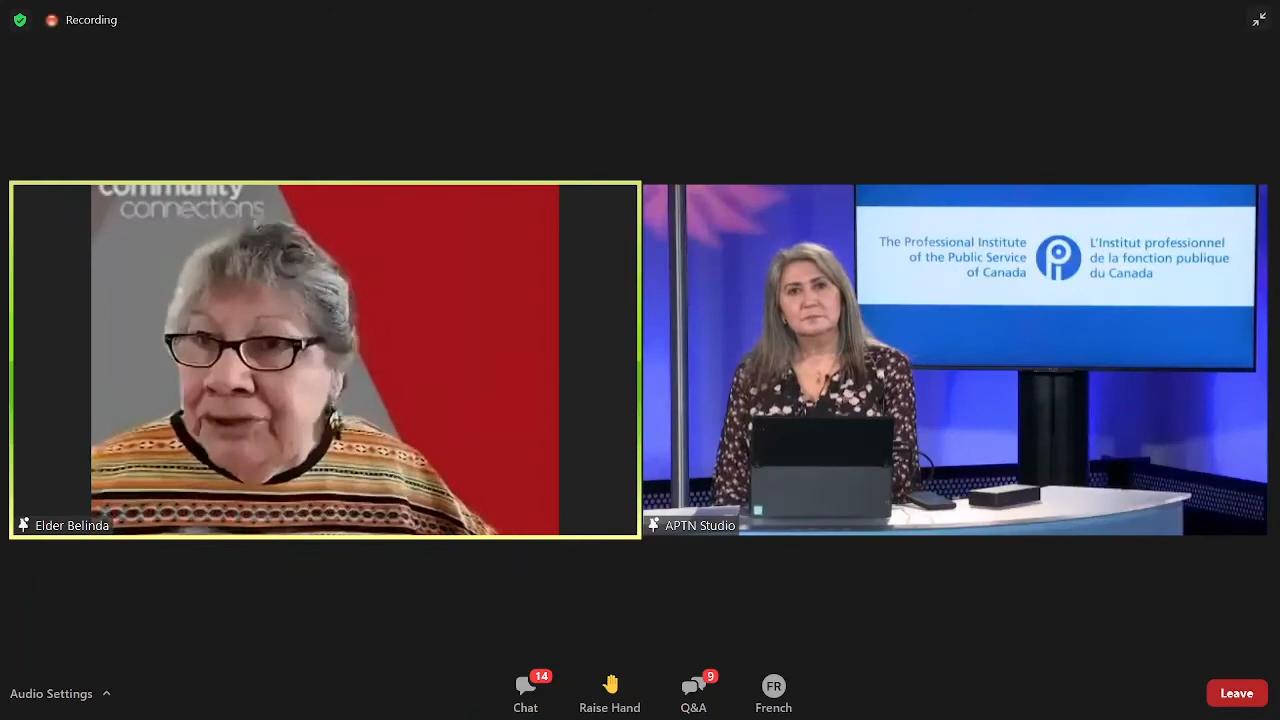 Recording
community
connections
The Professional Institute
of the Public Service
of Canada
L'Institut professionnel
de la fonction publique
du Canada
Elder Belinda
APTN Studio
Audio Settings
14
Chat
Raise Hand
9
Q&A
FR
French
Leave